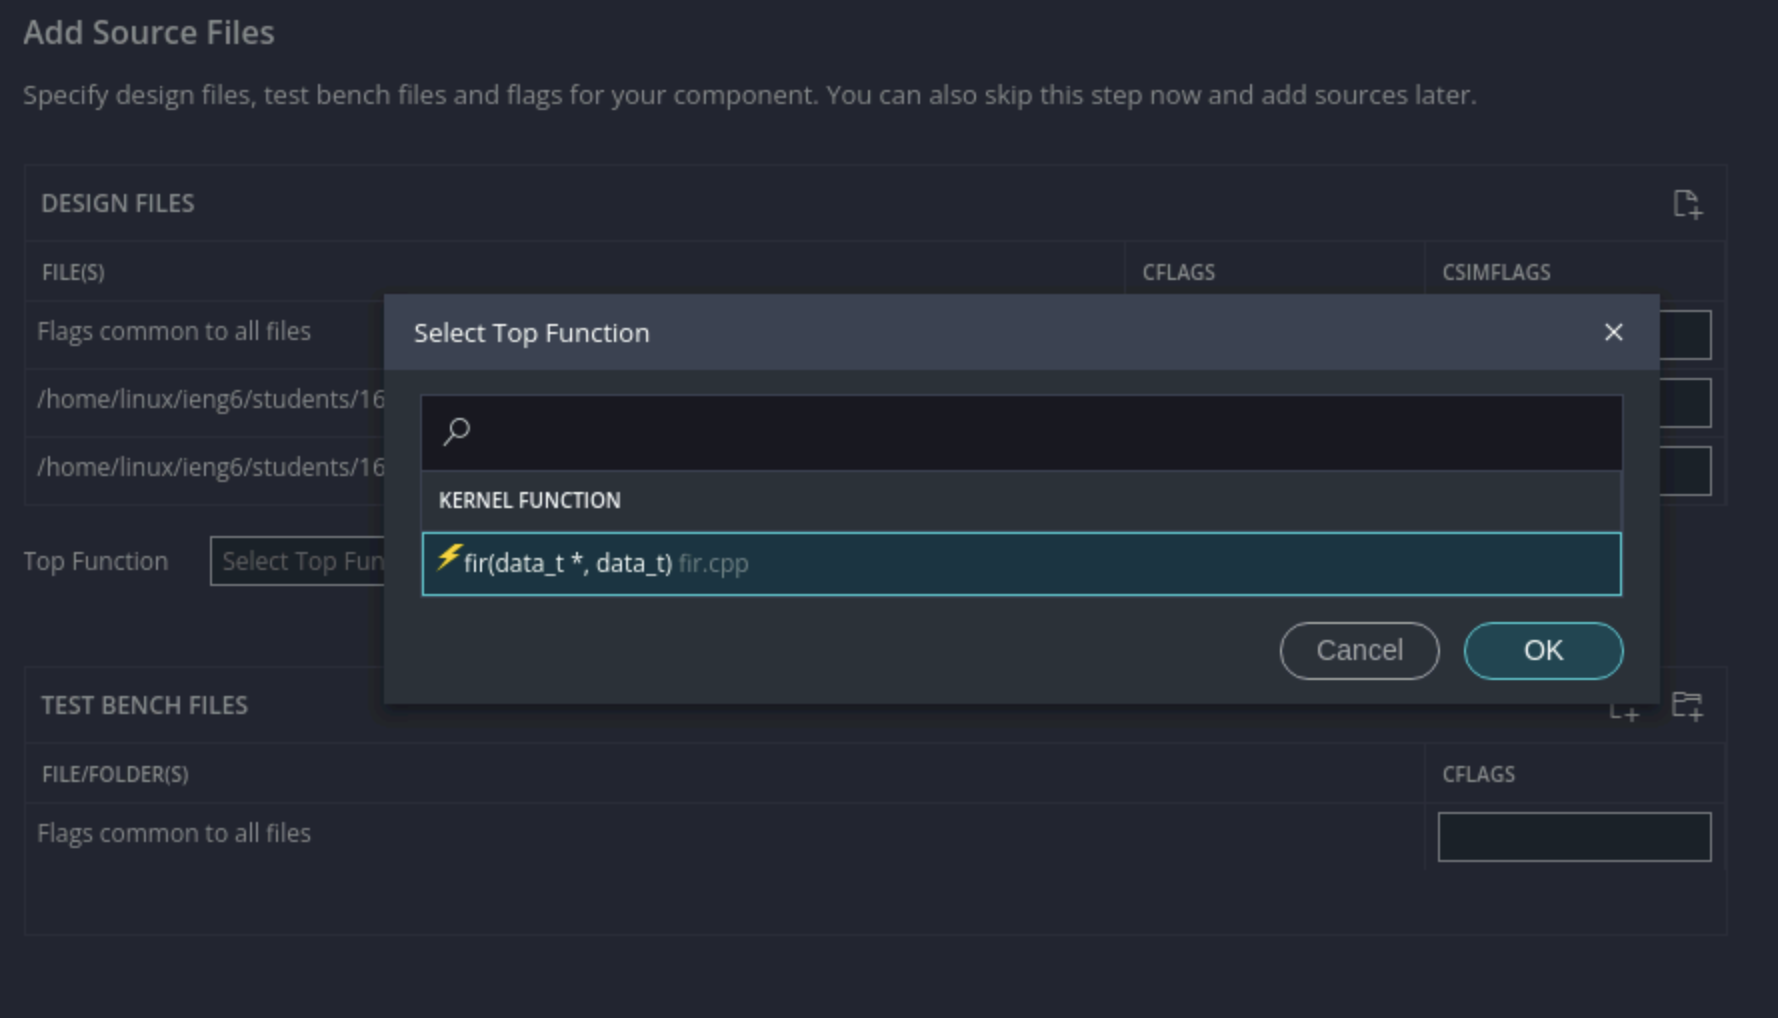 Add Source Files
Specify design files, test bench files and flags for your component. You can also skip this step now and add sources later.
DESIGN FILES
FILE(S)
CFLAGS
CSIMFLAGS
Flags common to all files
/home/linux/ieng6/students/16
/home/linux/ieng6/students/16
Top Function
Select Top Fun
Select Top Function
KERNEL FUNCTION
fir(data_t *, data_t) fir.cpp
Cancel
OK
TEST BENCH FILES
FILE/FOLDER(S)
CFLAGS
Flags common to all files